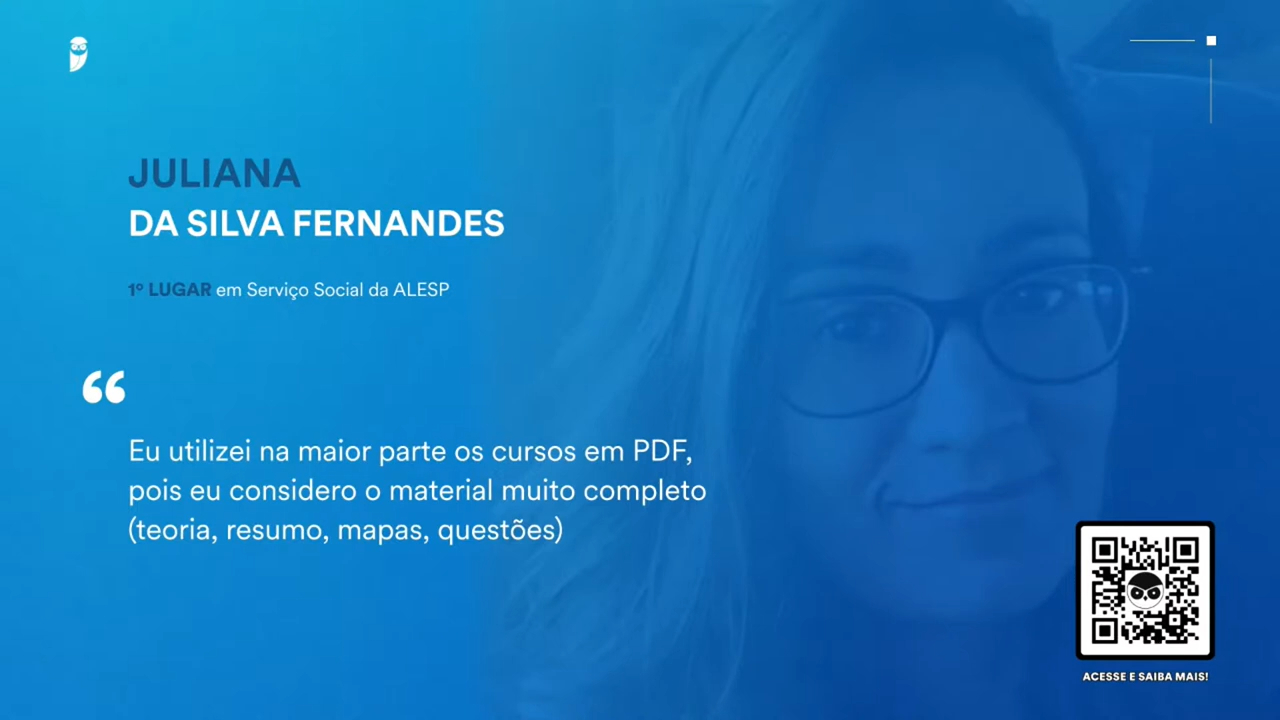 JULIANA
DA SILVA FERNANDES
1º LUGAR em Serviço Social da ALESP
“
Eu utilizei na maior parte os cursos em PDF,
pois eu considero o material muito completo
(teoria, resumo, mapas, questões)
ACESSE E SAIBA MAIS!